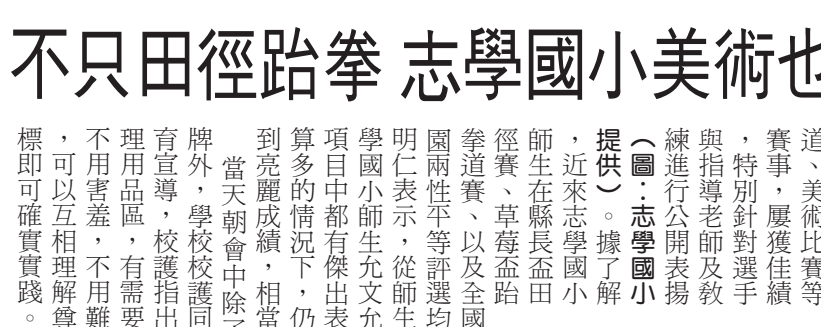 不只田徑跆拳 志學國小美術也
道、美術比賽等
賽事，屢獲佳績
，特別針對選手
與指導老師及教
練進行公開表揚
（圖：志學國小
提供）。據了解
，近來志學國小
師生在縣長盃田
徑賽、草莓盃跆
拳道賽、以及全國
園兩性平等評選均
明仁表示，從師生
學國小師生允文允
項目中都有傑出表
算多的情況下，仍
到亮麗成績，相當
當天朝會中除了
牌外，學校校護同
育宣導，校護指出
理用品區，有需要
不用害羞，不用難
，可以互相理解尊
標即可確實實踐。